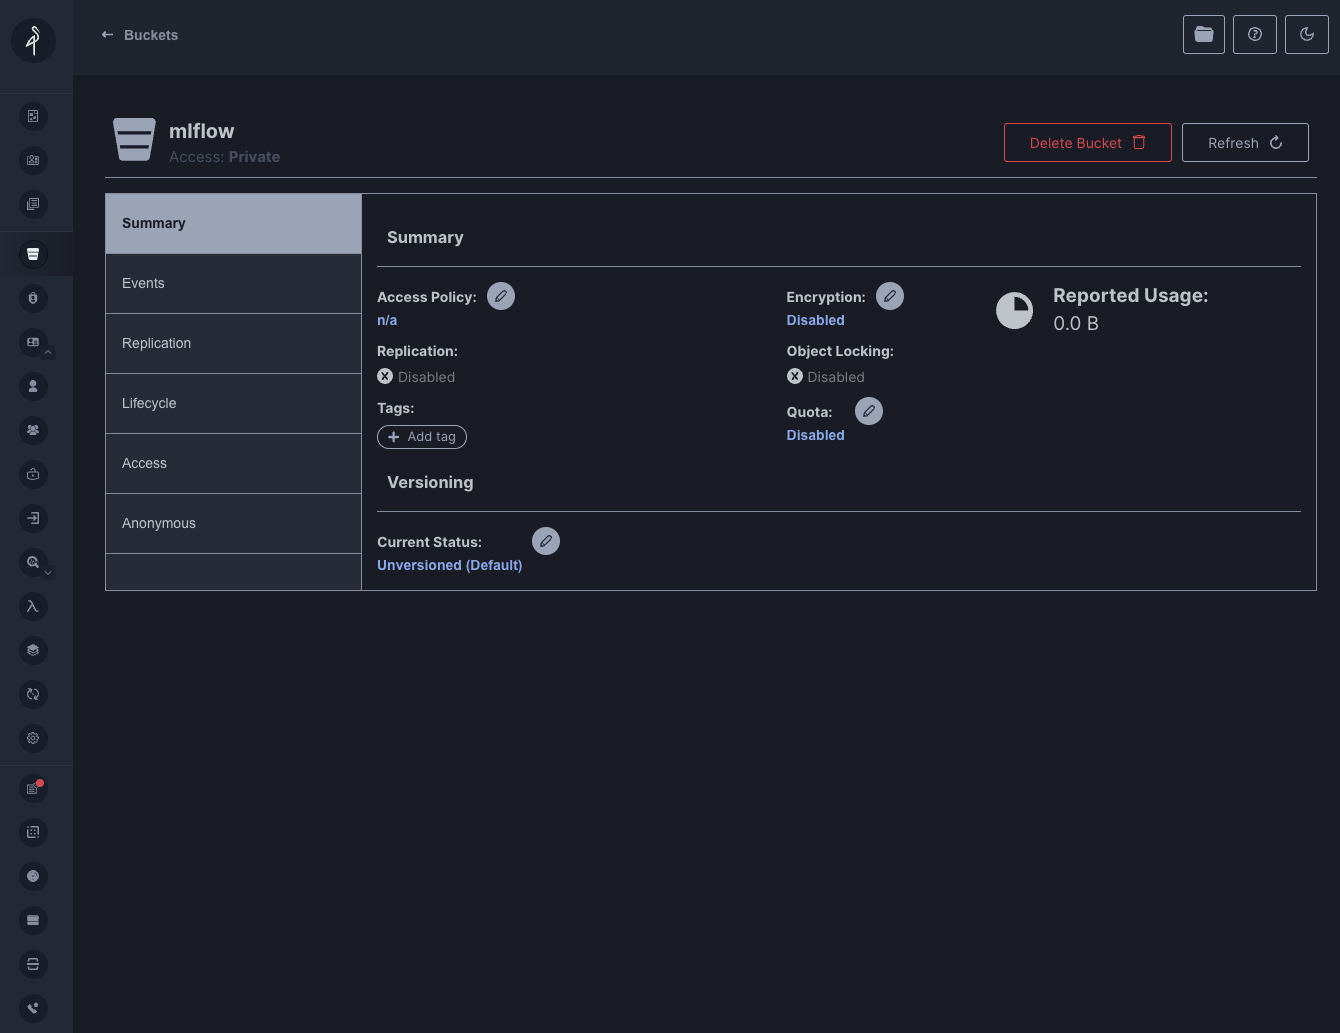 Buckets
mlflow
Access: Private
Delete Bucket
Refresh
Summary
Events
Replication
Lifecycle
Access
Anonymous
Summary
Access Policy:
n/a
Encryption:
Disabled
Reported Usage:
0.0 B
Replication:
Disabled
Object Locking:
Disabled
Tags:
Add tag
Quota:
Disabled
Versioning
Current Status:
Unversioned (Default)